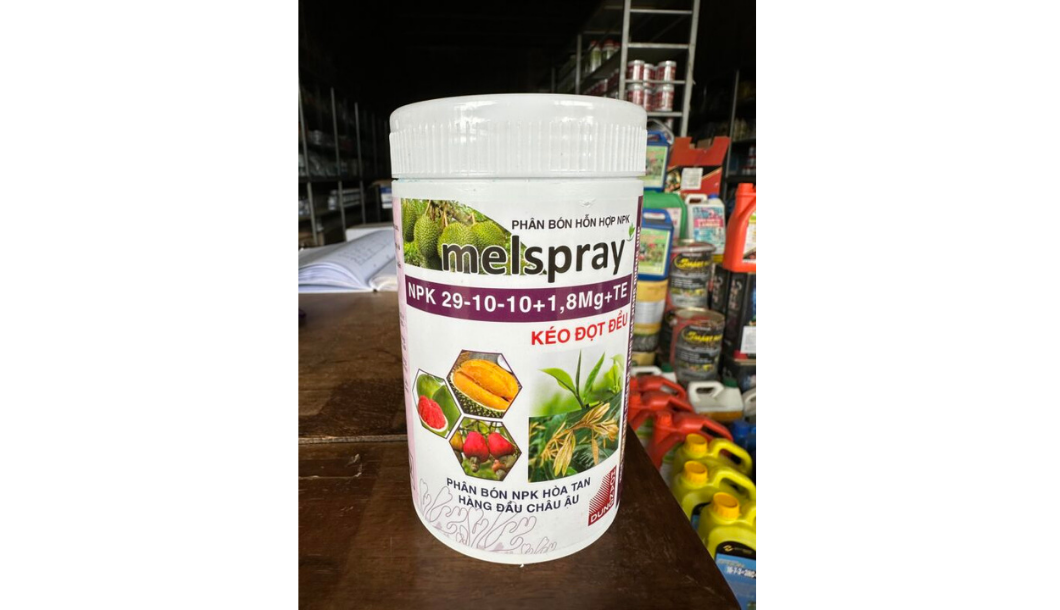 PHÂN BÓN HỖN HỢP NPK
melspray
NPK 29-10-10+1,8Mg+TE
KÉO ĐỌT ĐỀU
PHÂN BÓN NPK HÒA TAN
HÀNG ĐẦU CHÂU ÂU